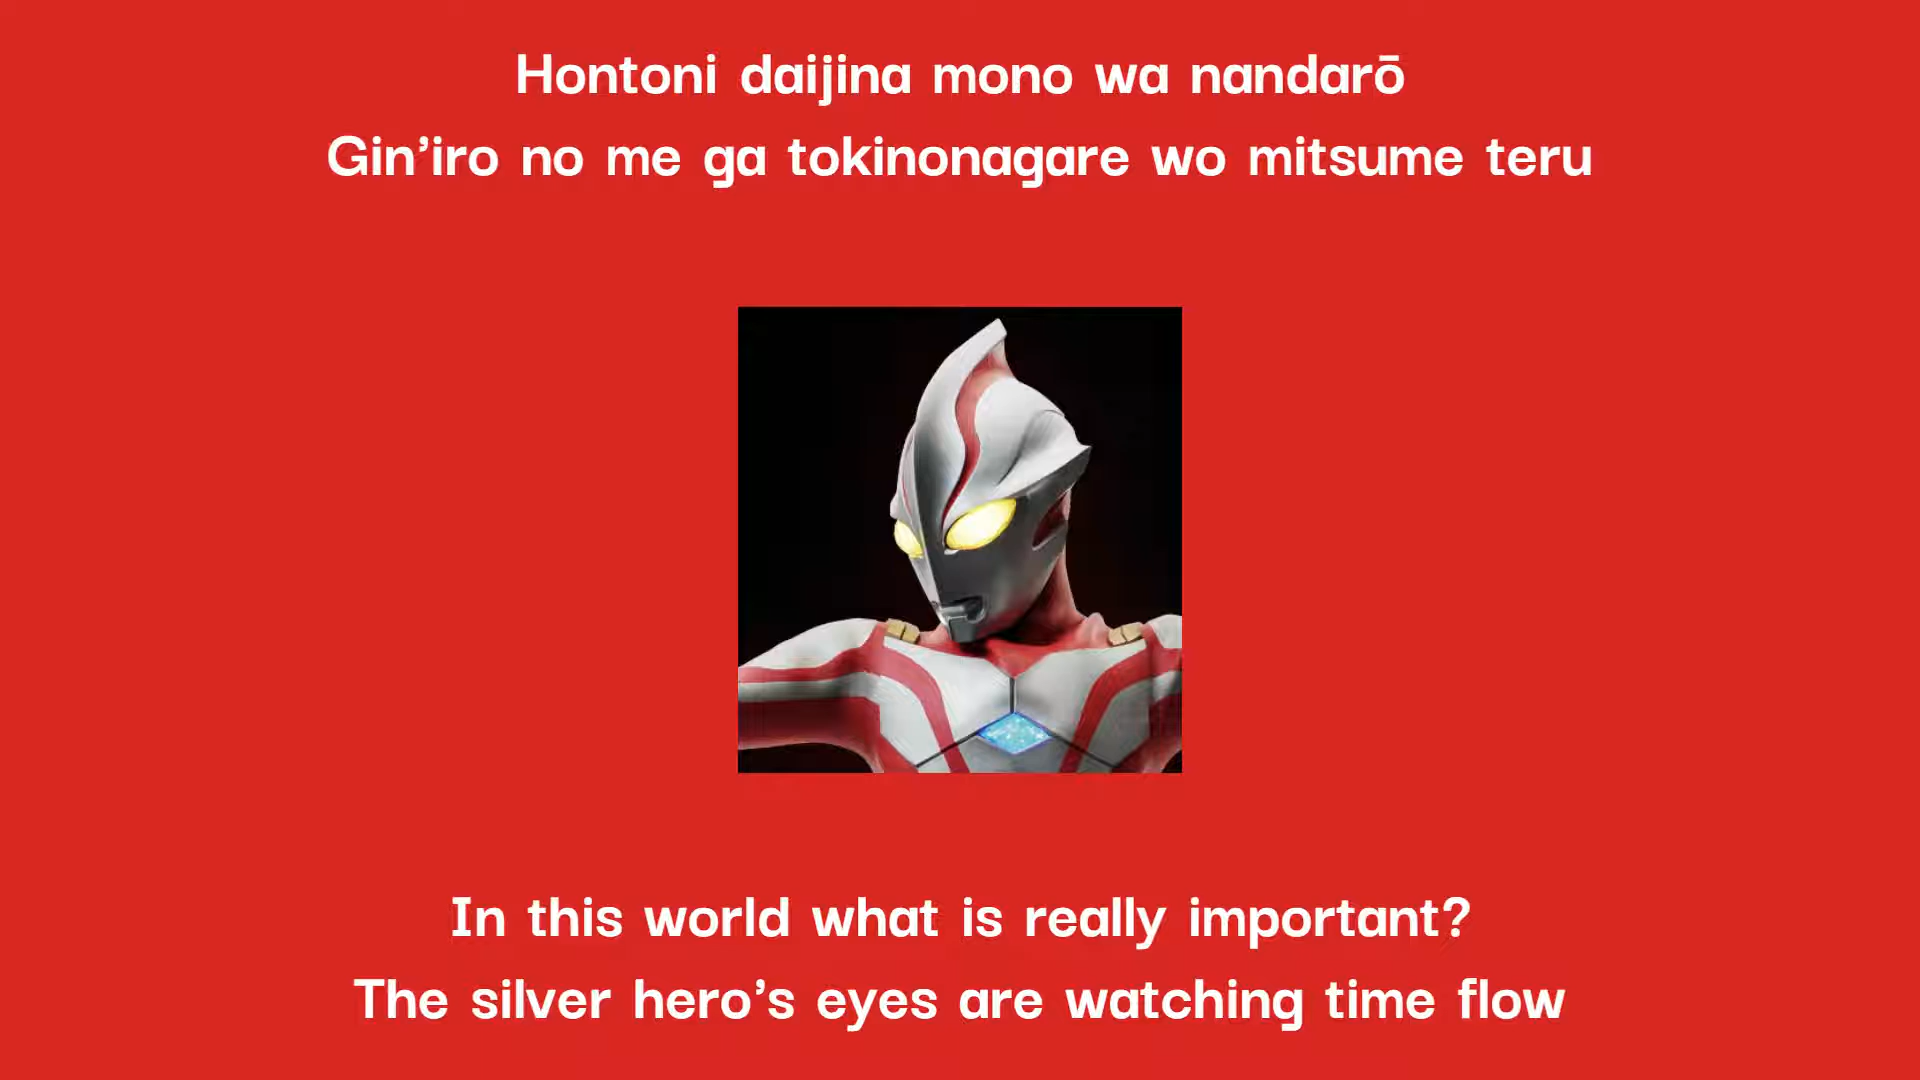 Hontoni daijina mono wa nandarō
Gin’iro no me ga tokinonagare wo mitsume teru
In this world what is really important?
The silver hero’s eyes are watching time flow